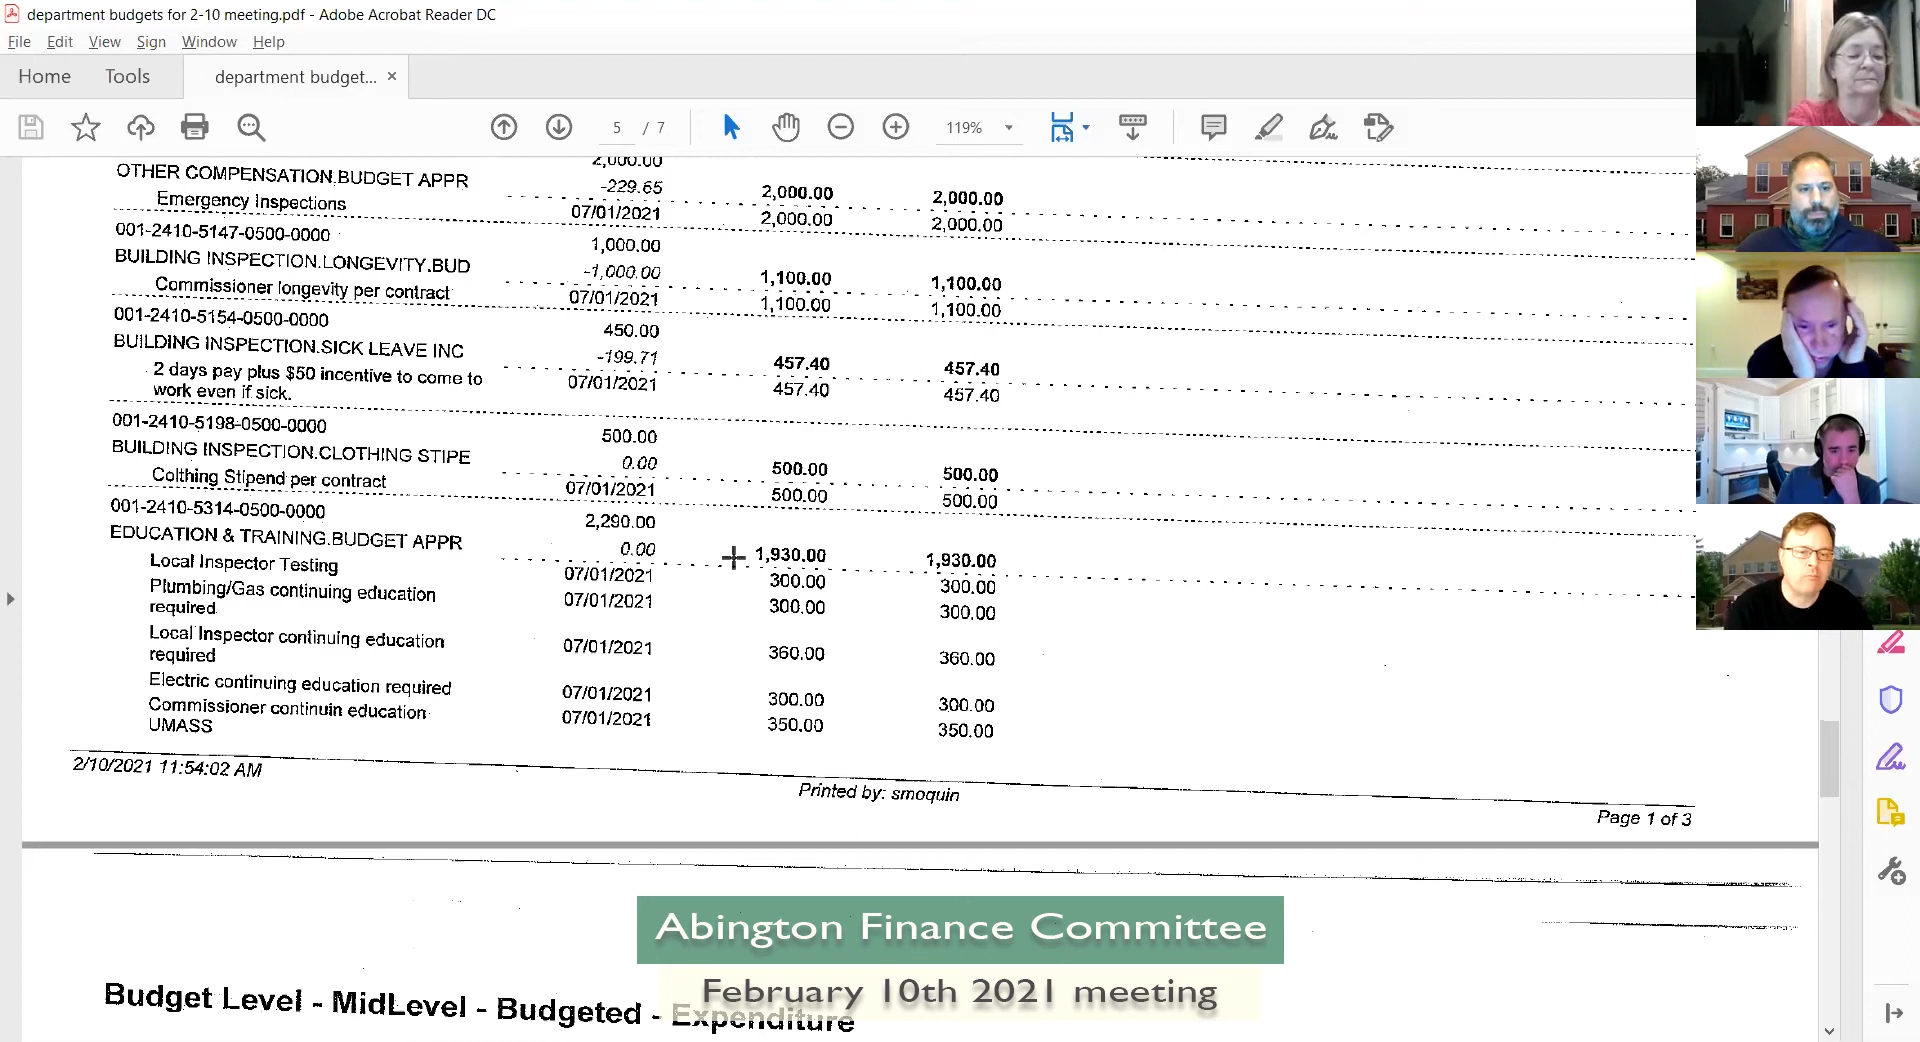 department budgets for 2-10 meeting.pdf - Adobe Acrobat Reader DC
File Edit View Sign Window Help
Home Tools department budget... ×
5 / 7 119%
2,000.00
OTHER COMPENSATION.BUDGET APPR -229.65 2,000.00 2,000.00
Emergency Inspections 07/01/2021 2,000.00 2,000.00
001-2410-5147-0500-0000 1,000.00
BUILDING INSPECTION.LONGEVITY.BUD -1,000.00 1,100.00 1,100.00
Commissioner longevity per contract 07/01/2021 1,100.00 1,100.00
001-2410-5154-0500-0000 450.00
BUILDING INSPECTION.SICK LEAVE INC -199.71 457.40 457.40
2 days pay plus $50 incentive to come to 07/01/2021 457.40 457.40
work even if sick.
001-2410-5198-0500-0000 500.00
BUILDING INSPECTION.CLOTHING STIPE 0.00 500.00 500.00
Colthing Stipend per contract 07/01/2021 500.00 500.00
001-2410-5314-0500-0000 2,290.00
EDUCATION & TRAINING.BUDGET APPR 0.00 1,930.00 1,930.00
Local Inspector Testing 07/01/2021 300.00 300.00
Plumbing/Gas continuing education 07/01/2021 300.00 300.00
required
Local Inspector continuing education 07/01/2021 360.00 360.00
required
Electric continuing education required 07/01/2021 300.00 300.00
Commissioner continuin education 07/01/2021 350.00 350.00
UMASS
2/10/2021 11:54:02 AM
Printed by: smoquin
Page 1 of 3
Abington Finance Committee
February 10th 2021 meeting
Budget Level - MidLevel - Budgeted - Expenditure